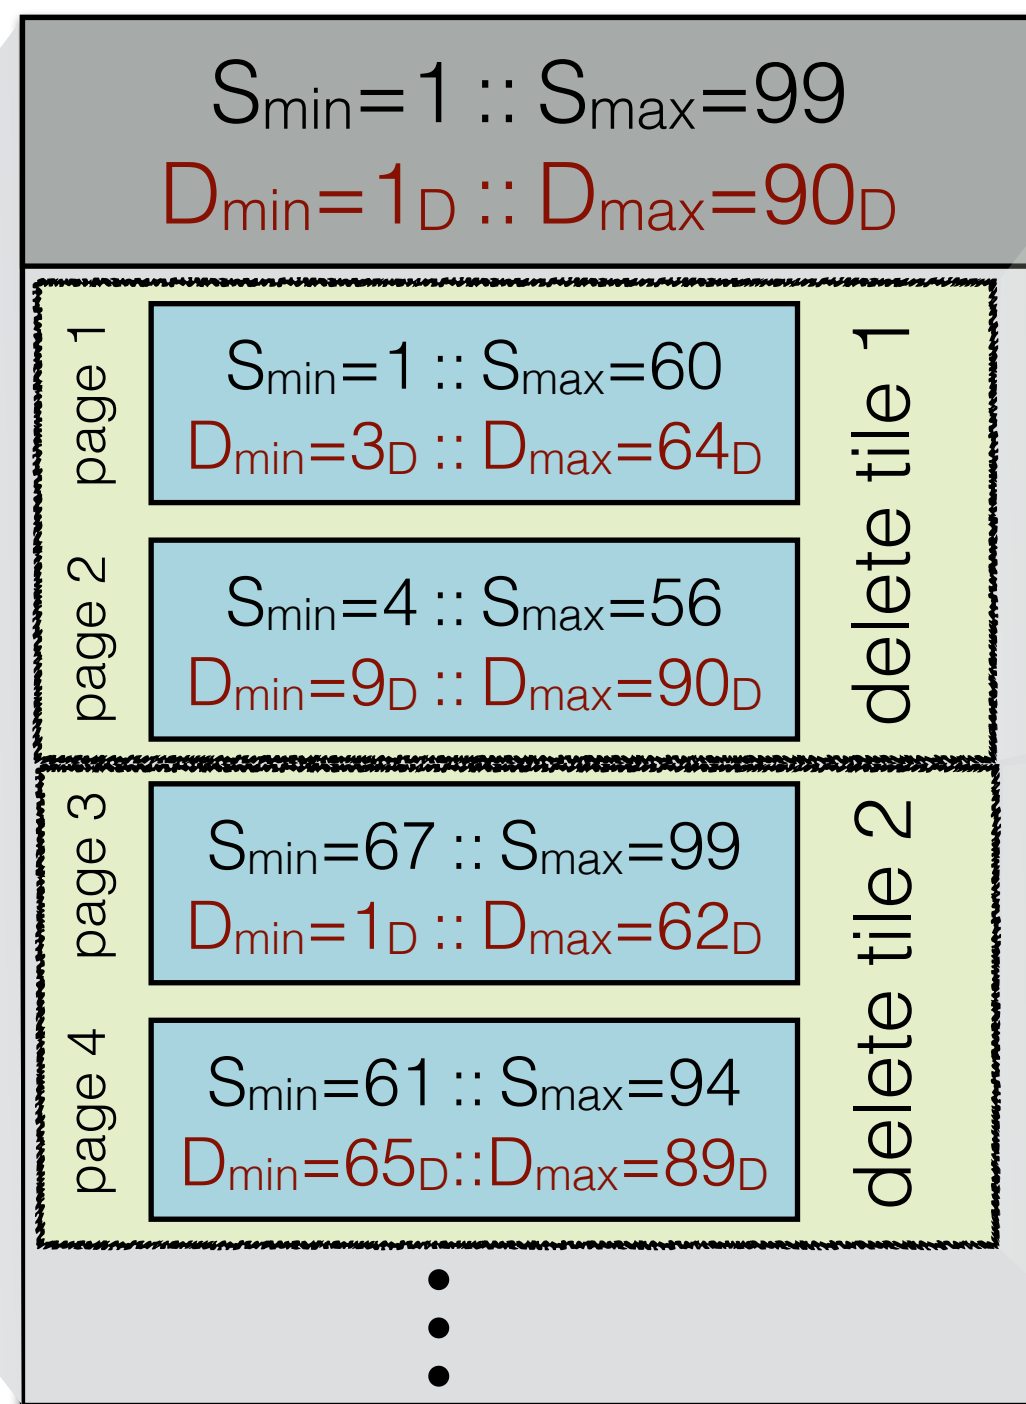 Smin=1 :: Smax=99
Dmin=1D :: Dmax=90D
page 1
Smin=1 :: Smax=60
Dmin=3D :: Dmax=64D
delete tile 1
page 2
Smin=4 :: Smax=56
Dmin=9D :: Dmax=90D
page 3
Smin=67 :: Smax=99
Dmin=1D :: Dmax=62D
delete tile 2
page 4
Smin=61 :: Smax=94
Dmin=65D::Dmax=89D